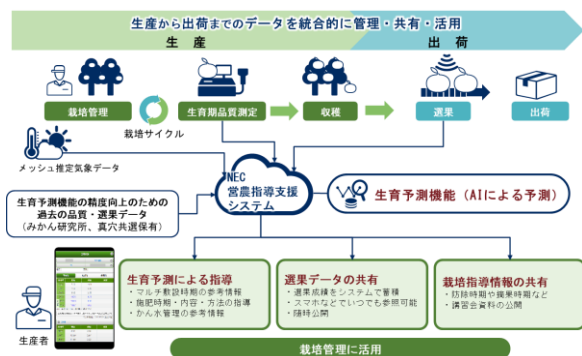 生産から出荷までのデータを統合的に管理・共有・活用
生 産
出 荷
栽培管理
生育期品質測定
収穫
選果
出荷
栽培サイクル
メッシュ推定気象データ
NEC
営農指導支援
システム
生育予測機能(AIによる予測)
生育予測機能の精度向上のための
過去の品質・選果データ
(みかん研究所、真穴共選保有)
生産者
生育予測による指導
・マルチ敷設時期の参考情報
・施肥時期・内容・方法の指導
・かん水管理の参考情報
選果データの共有
・選果成績をシステムで蓄積
・スマホなどでいつでも参照可能
・随時公開
栽培指導情報の共有
・防除時期や摘果時期など
・講習会資料の公開
栽培管理に活用